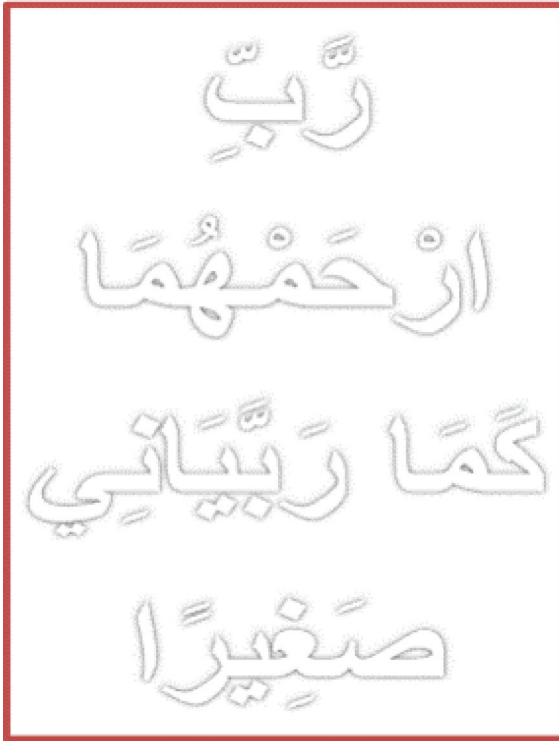 رَّبِّ
ارْحَمْهُمَا
كَمَا رَبَّيَانِي
صَغِيرًا